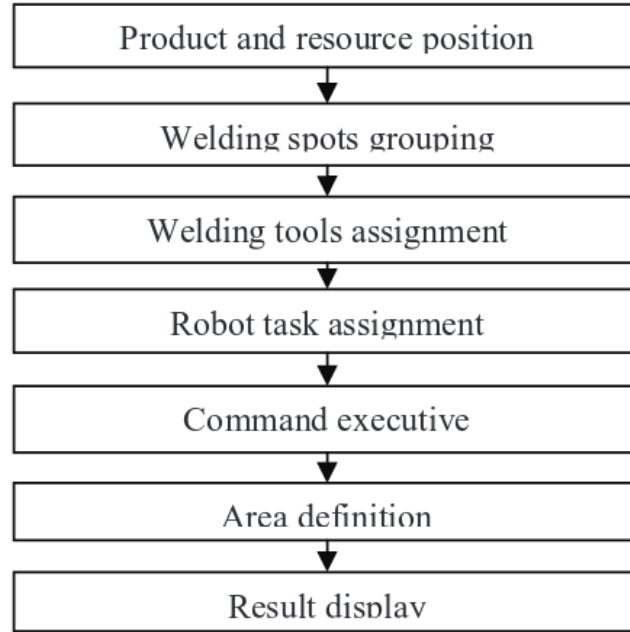 Product and resource position
Welding spots grouping
Welding tools assignment
Robot task assignment
Command executive
Area definition
Result display